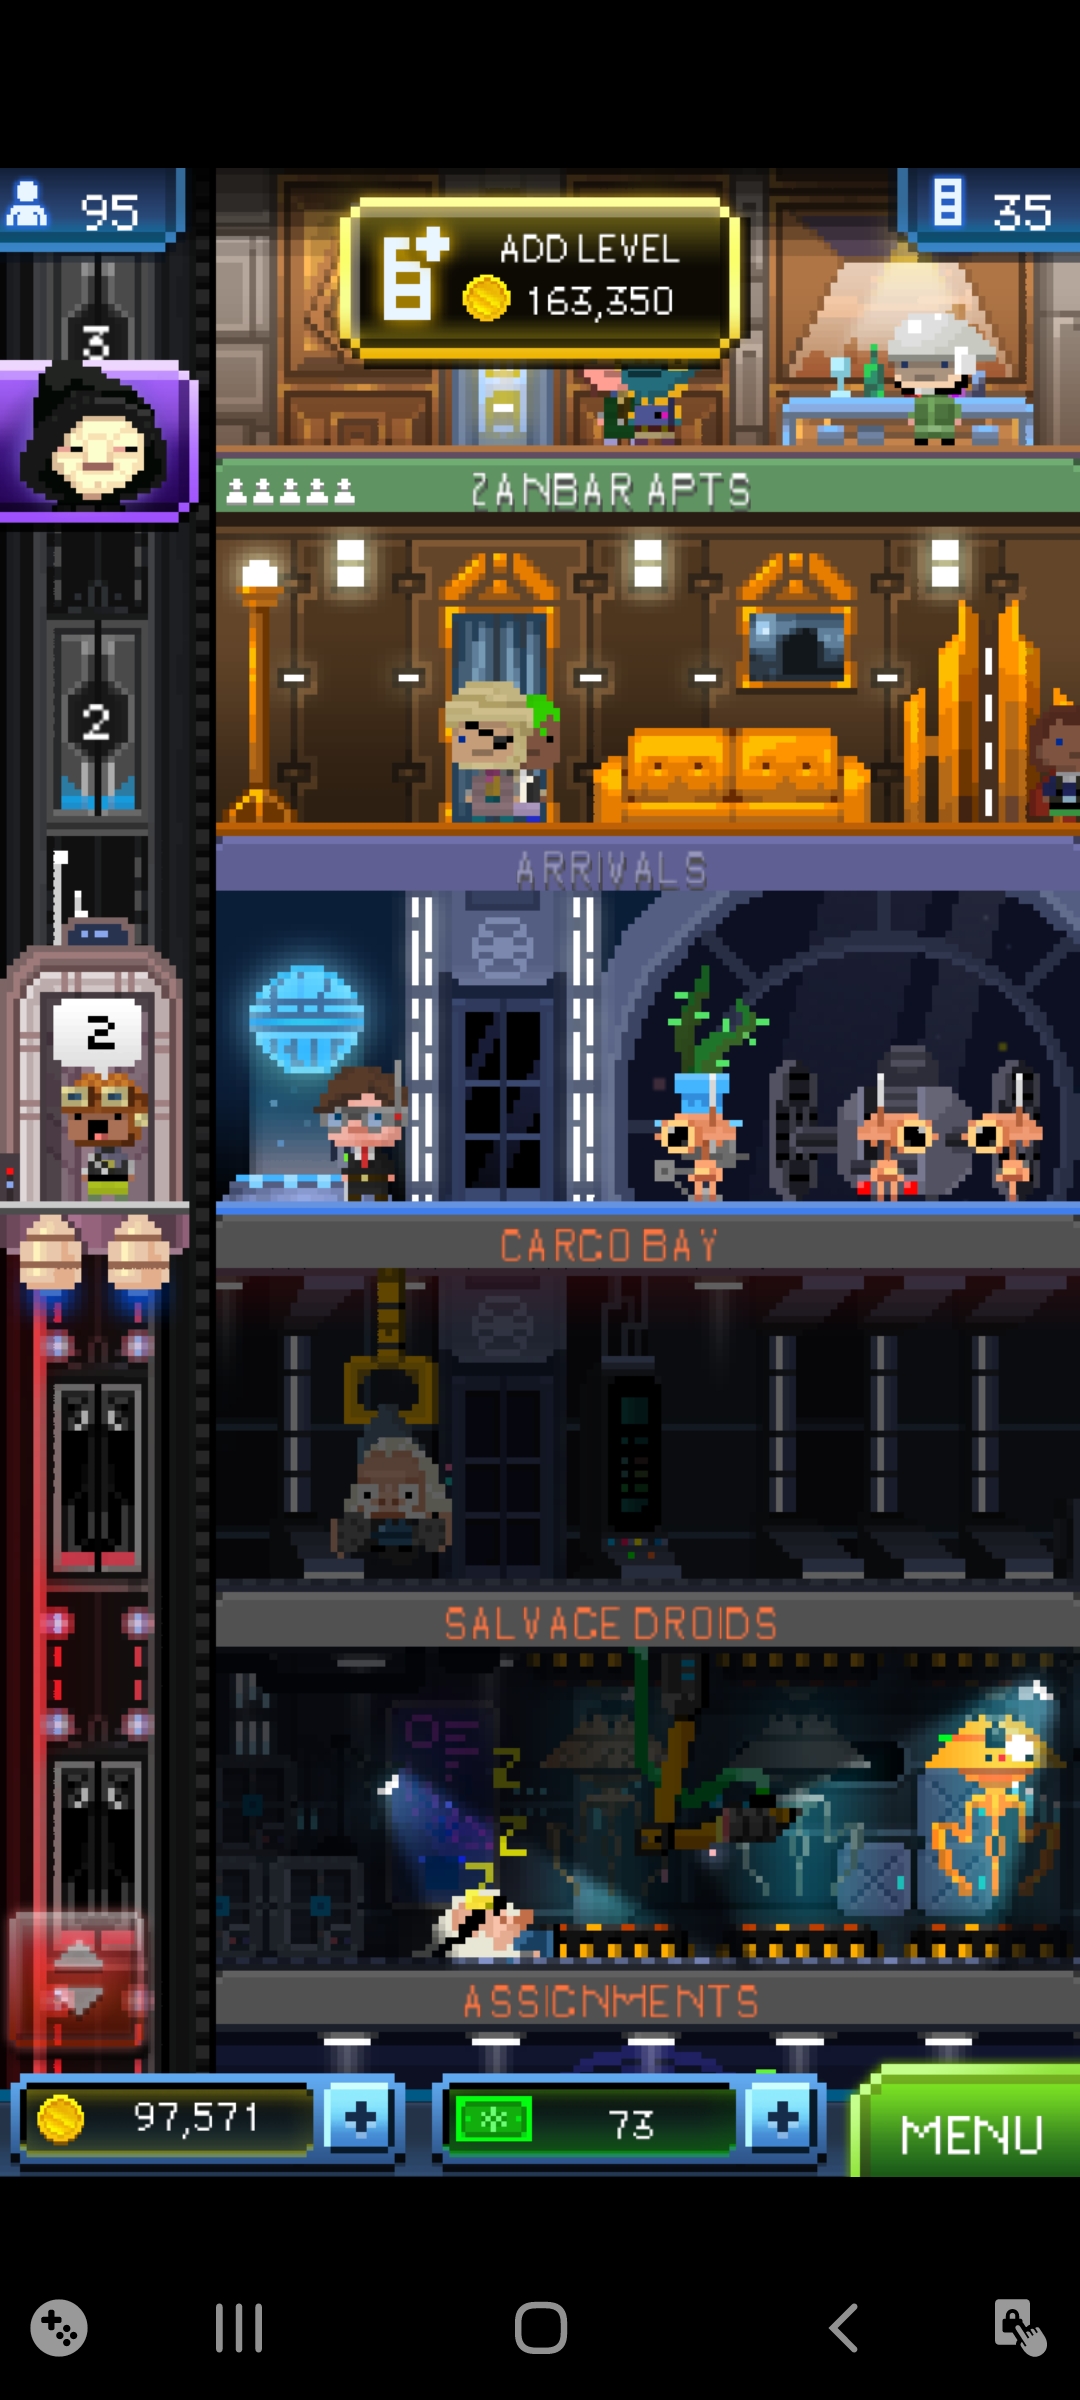 95
35
ADD LEVEL
163,350
3
ZANBAR APTS
2
ARRIVALS
2
CARGO BAY
SALVAGE DROIDS
Z
Z
Z
ASSIGNMENTS
97,571
73
MENU